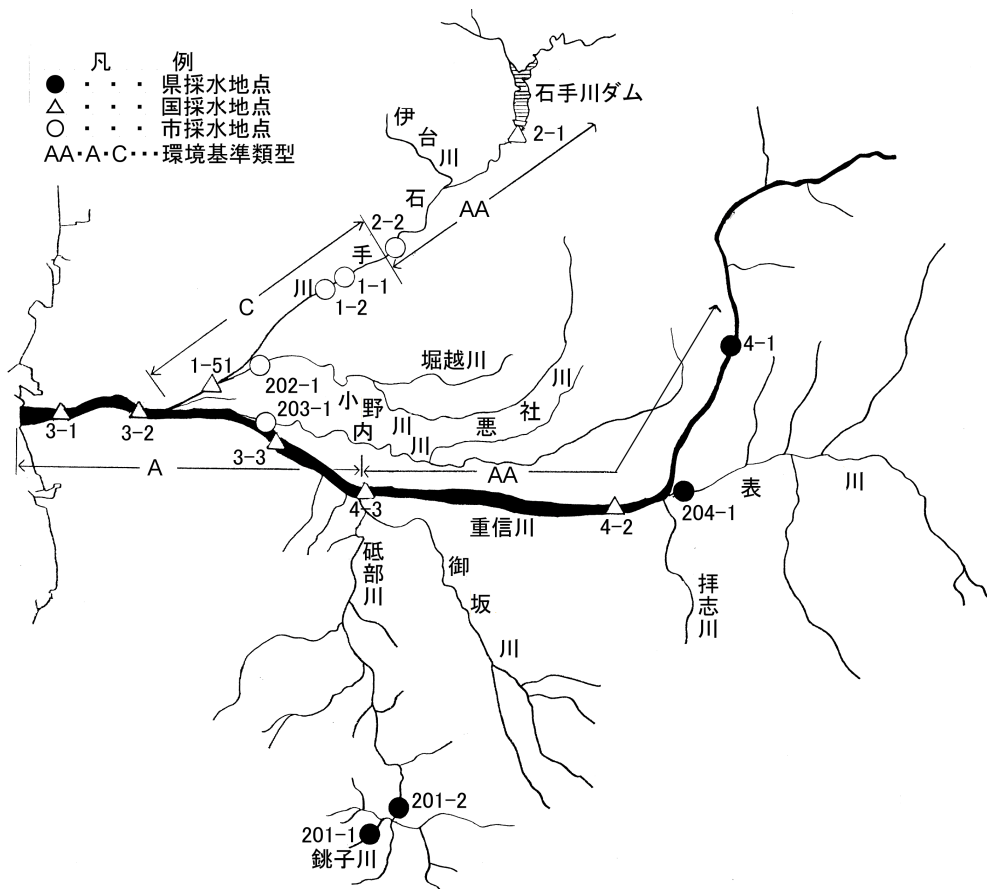 凡 例
● ・・・ 県採水地点
△ ・・・ 国採水地点
○ ・・・ 市採水地点
AA・A・C・・・環境基準類型
石手川ダム
2-1
伊台川
AA
石手川
2-2
1-1
1-2
C
1-51
202-1
堀越川
4-1
小野川
203-1
内川
悪社川
3-1
3-2
3-3
A
AA
4-3
重信川
4-2
204-1
表川
砥部川
御坂川
拝志川
201-2
201-1
銚子川